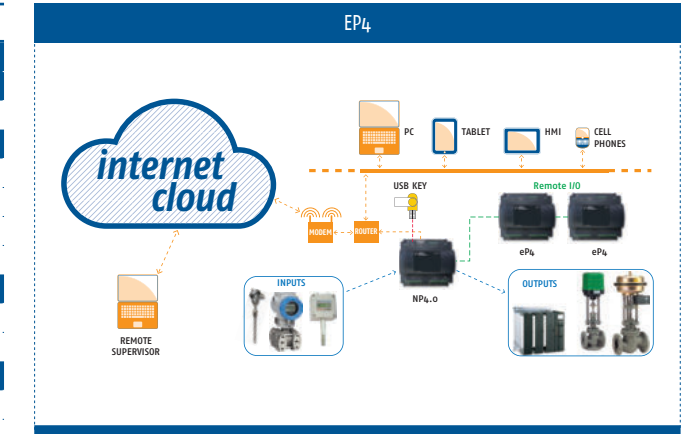 EP4
PC
TABLET
HMI
CELL
PHONES
internet
cloud
USB KEY
Remote I/O
MODEM
ROUTER
eP4
eP4
INPUTS
NP4.0
OUTPUTS
REMOTE
SUPERVISOR